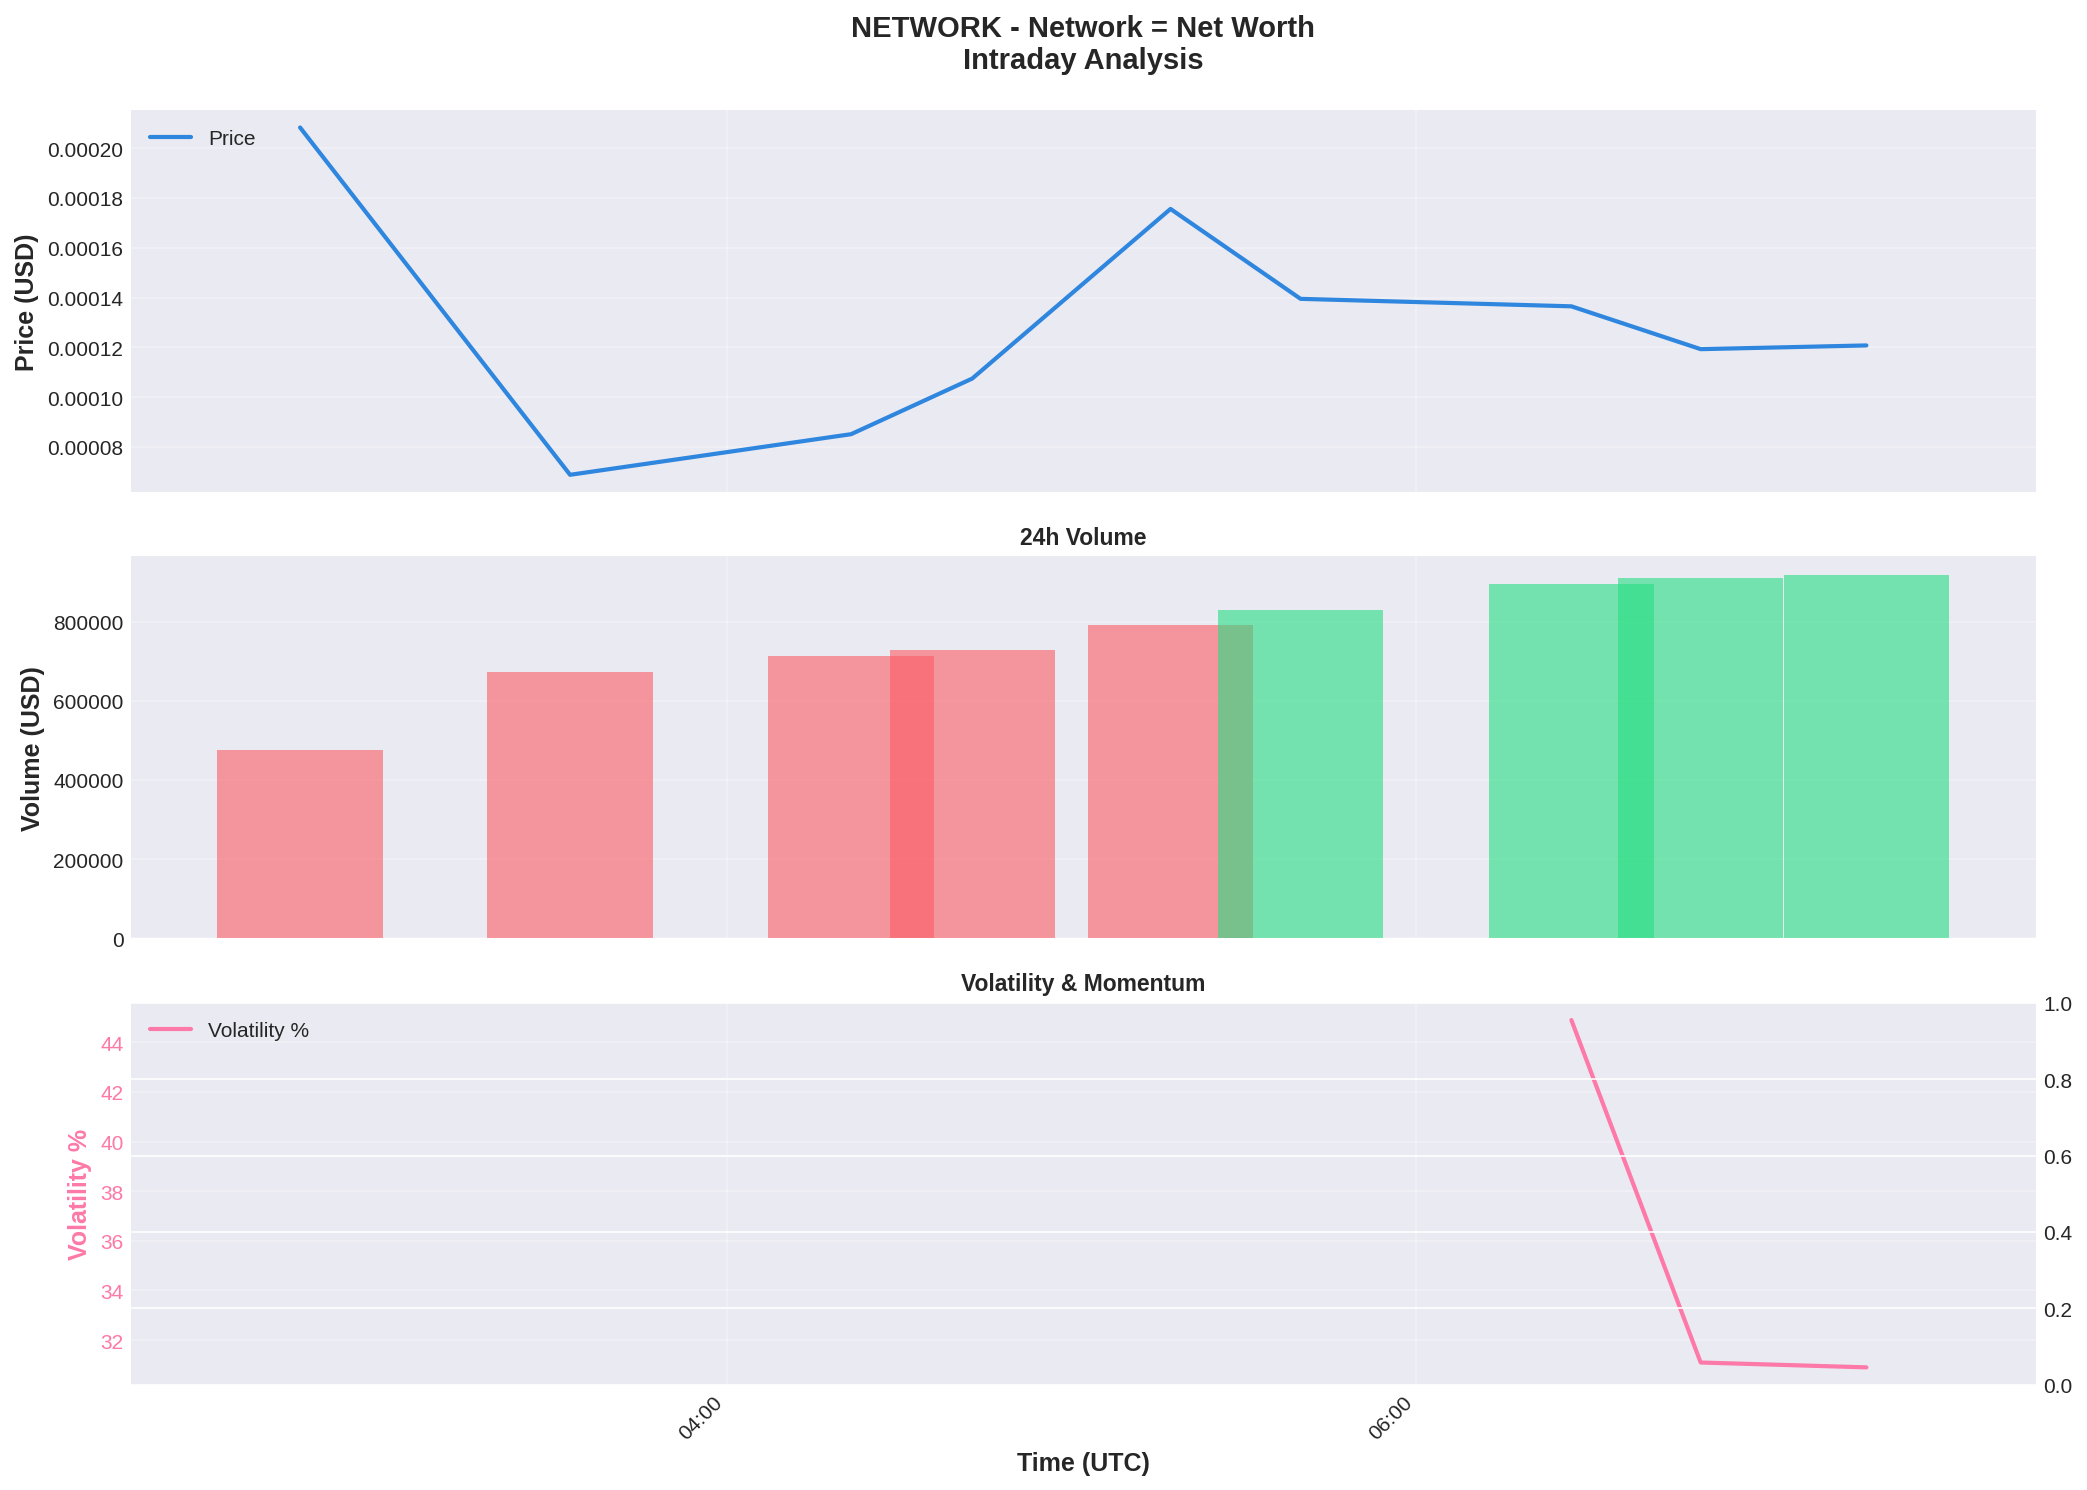 NETWORK - Network = Net Worth
Intraday Analysis
Price
0.00020
0.00018
0.00016
0.00014
0.00012
0.00010
0.00008
Price (USD)
24h Volume
800000
600000
400000
200000
0
Volume (USD)
Volatility & Momentum
Volatility %
44
42
40
38
36
34
32
Volatility %
1.0
0.8
0.6
0.4
0.2
0.0
04:00
06:00
Time (UTC)